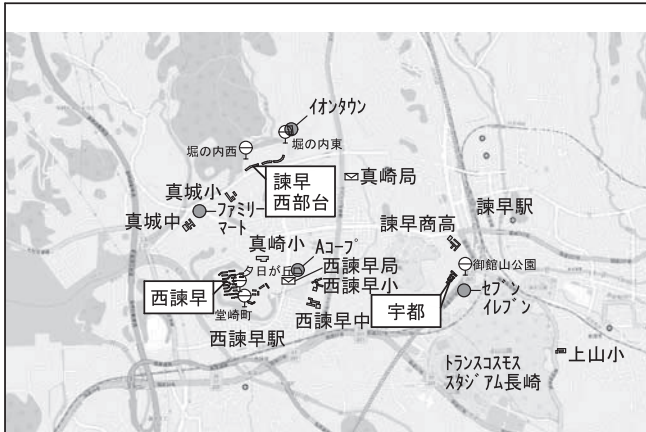 イオンタウン
堀の内西
堀の内東
諫早
西部台
真崎局
真城小
ファミリー
マート
真城中
諫早商高
諫早駅
真崎小
Aコープ
夕日が丘
西諫早局
御館山公園
西諫早
西諫早小
宇都
セブン
イレブン
堂崎町
西諫早中
西諫早駅
トランスコスモス
スタジアム長崎
上山小